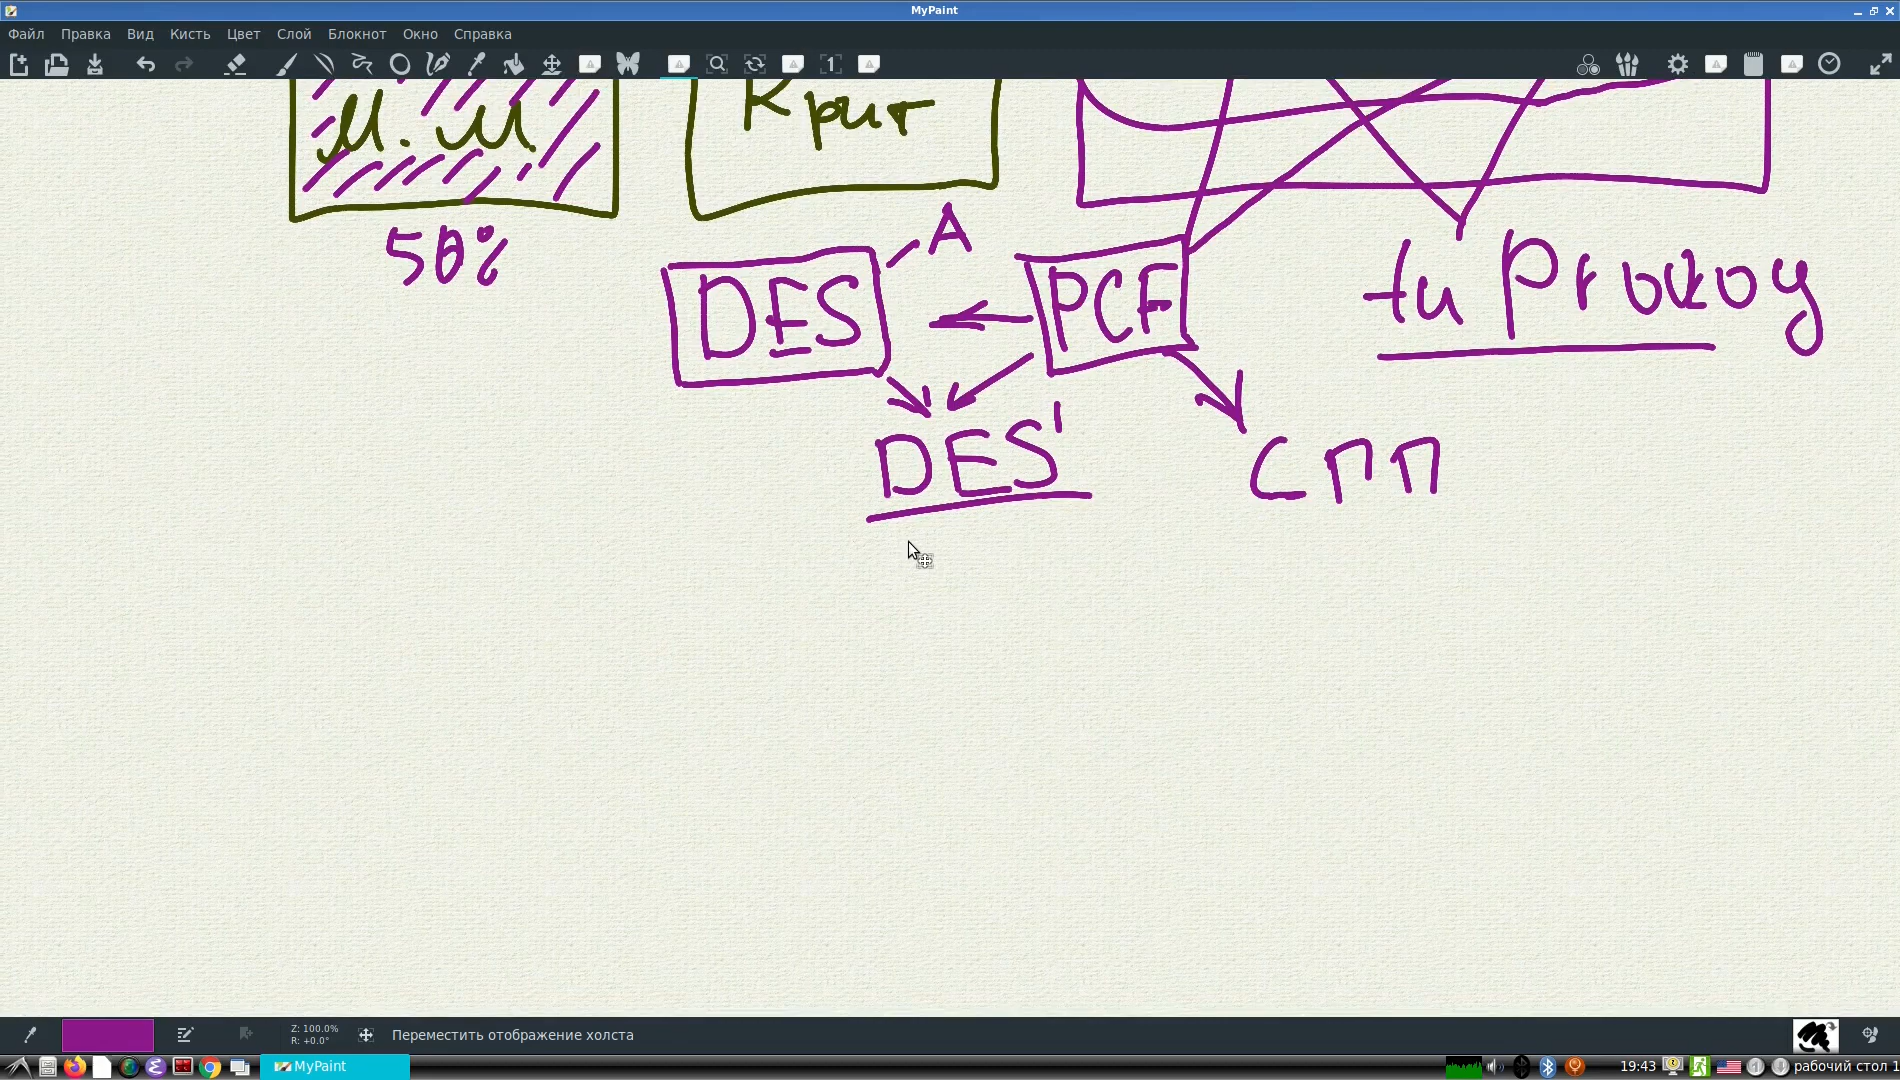 MyPaint
Файл Правка Вид Кисть Цвет Слой Блокнот Окно Справка
М.М. Крит
50%
A
DES PCF
DES' СПП
Z: 100.0%
R: +0.0°
Переместить отображение холста
MyPaint 19:43 рабочий стол 1